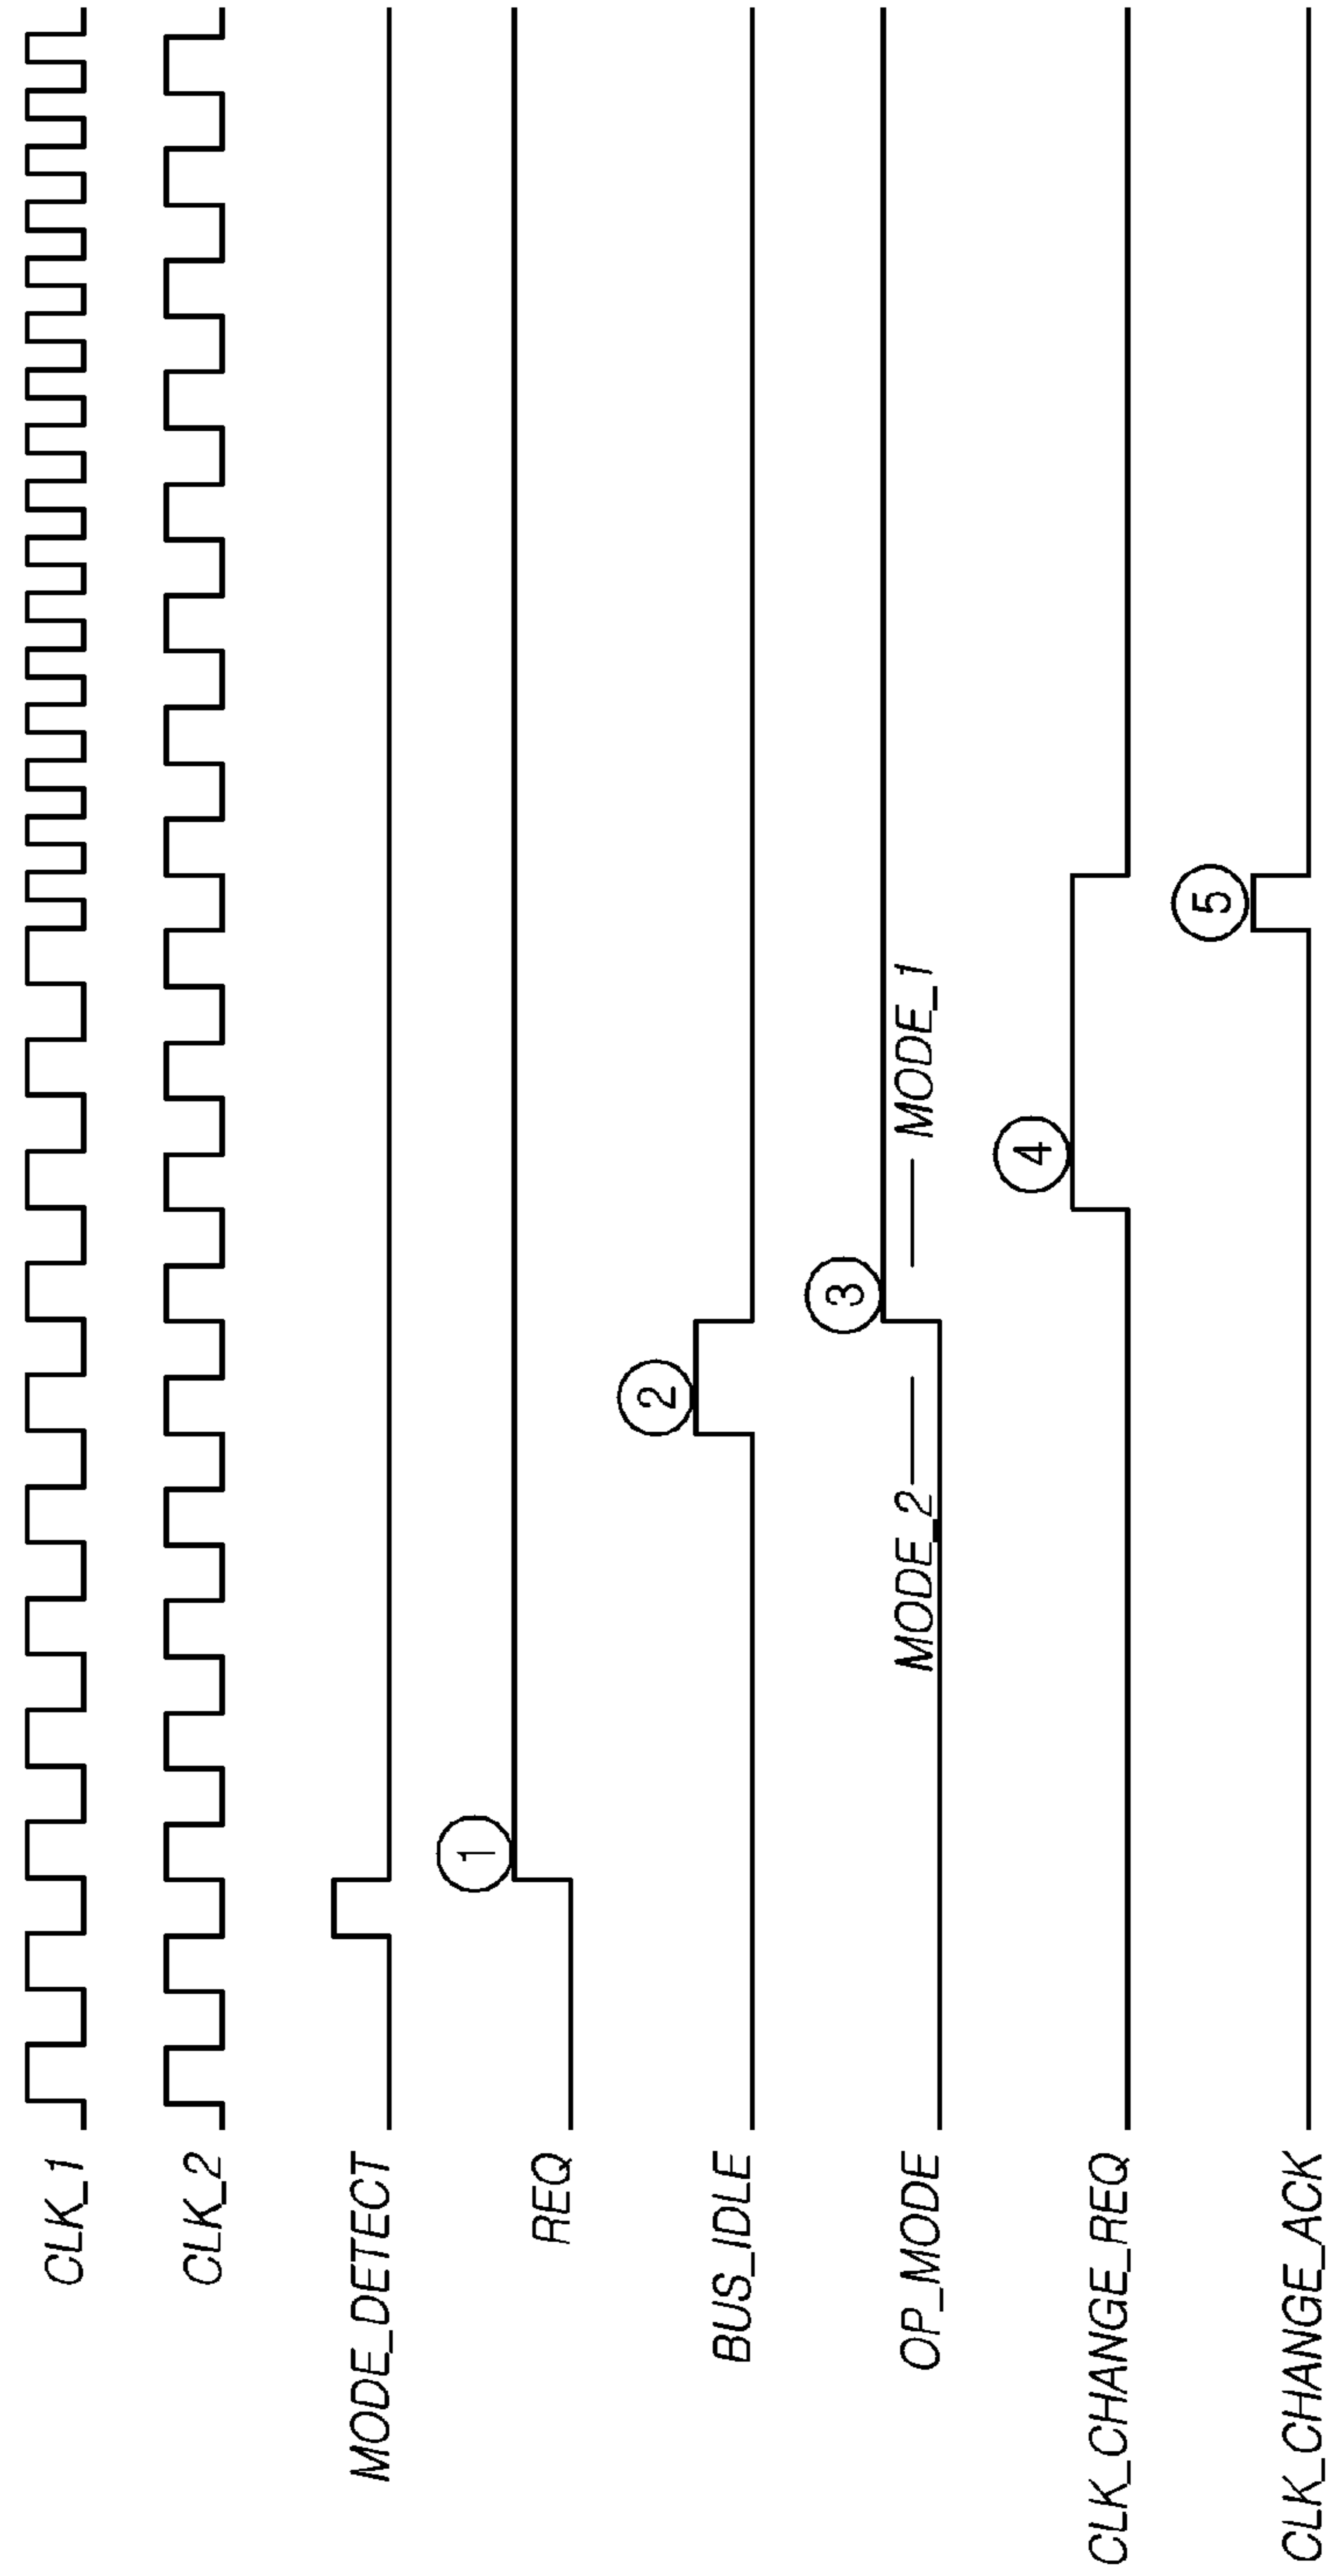 CLK_1
CLK_2
MODE_DETECT
REQ
1
BUS_IDLE
2
OP_MODE
MODE_2
3
MODE_1
CLK_CHANGE_REQ
4
CLK_CHANGE_ACK
5